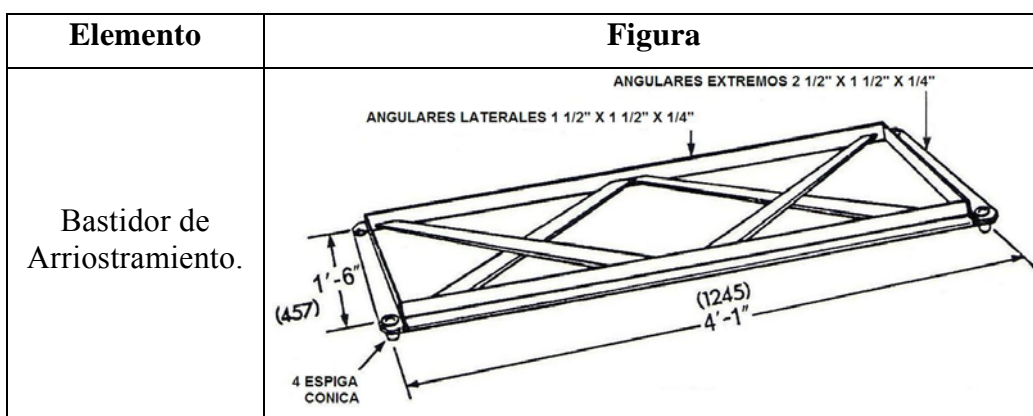 Elemento
Figura
Bastidor de
Arriostramiento.
ANGULARES EXTREMOS 2 1/2" X 1 1/2" X 1/4"
ANGULARES LATERALES 1 1/2" X 1 1/2" X 1/4"
1'-6"
(457)
(1245)
4'-1"
4 ESPIGA
CONICA